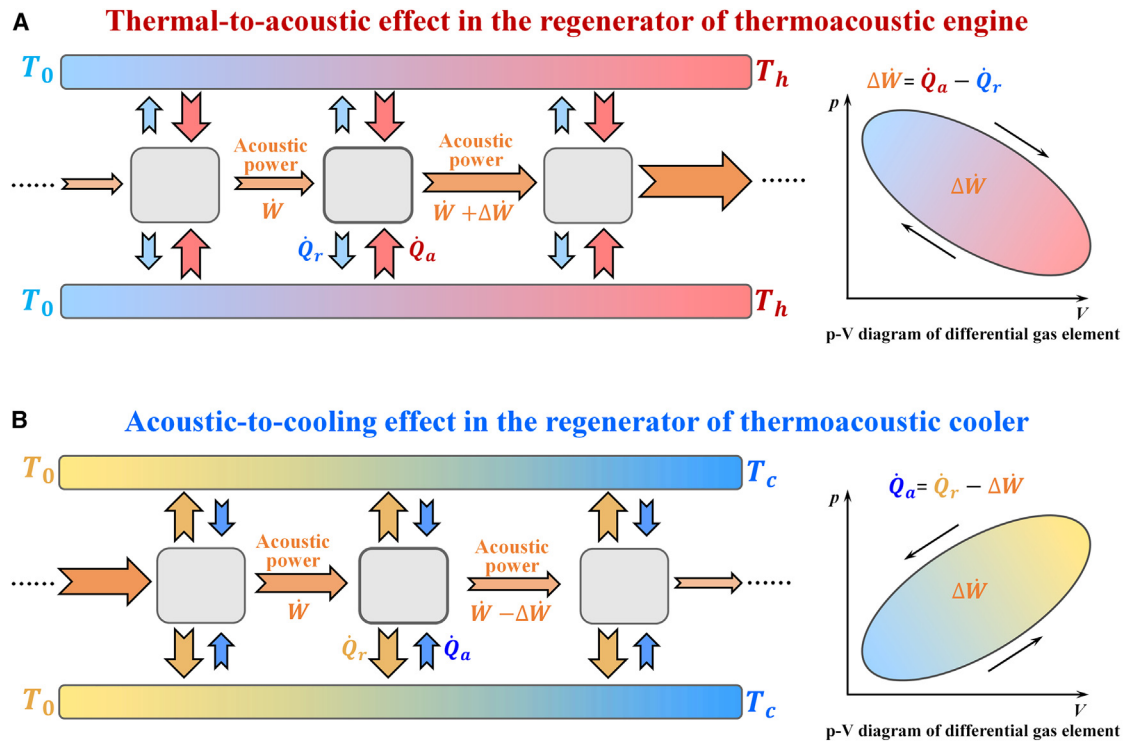 A
Thermal-to-acoustic effect in the regenerator of thermoacoustic engine
T₀
Tₕ
ΔẆ = Q̇ₐ − Q̇ᵣ
p
Acoustic
power
Acoustic
power
......
......
Ẇ
Ẇ + ΔẆ
ΔẆ
Q̇ᵣ
Q̇ₐ
T₀
Tₕ
V
p-V diagram of differential gas element
B
Acoustic-to-cooling effect in the regenerator of thermoacoustic cooler
T₀
T_c
Q̇ₐ = Q̇ᵣ − ΔẆ
p
Acoustic
power
Acoustic
power
......
......
Ẇ
Ẇ − ΔẆ
ΔẆ
Q̇ᵣ
Q̇ₐ
T₀
T_c
V
p-V diagram of differential gas element